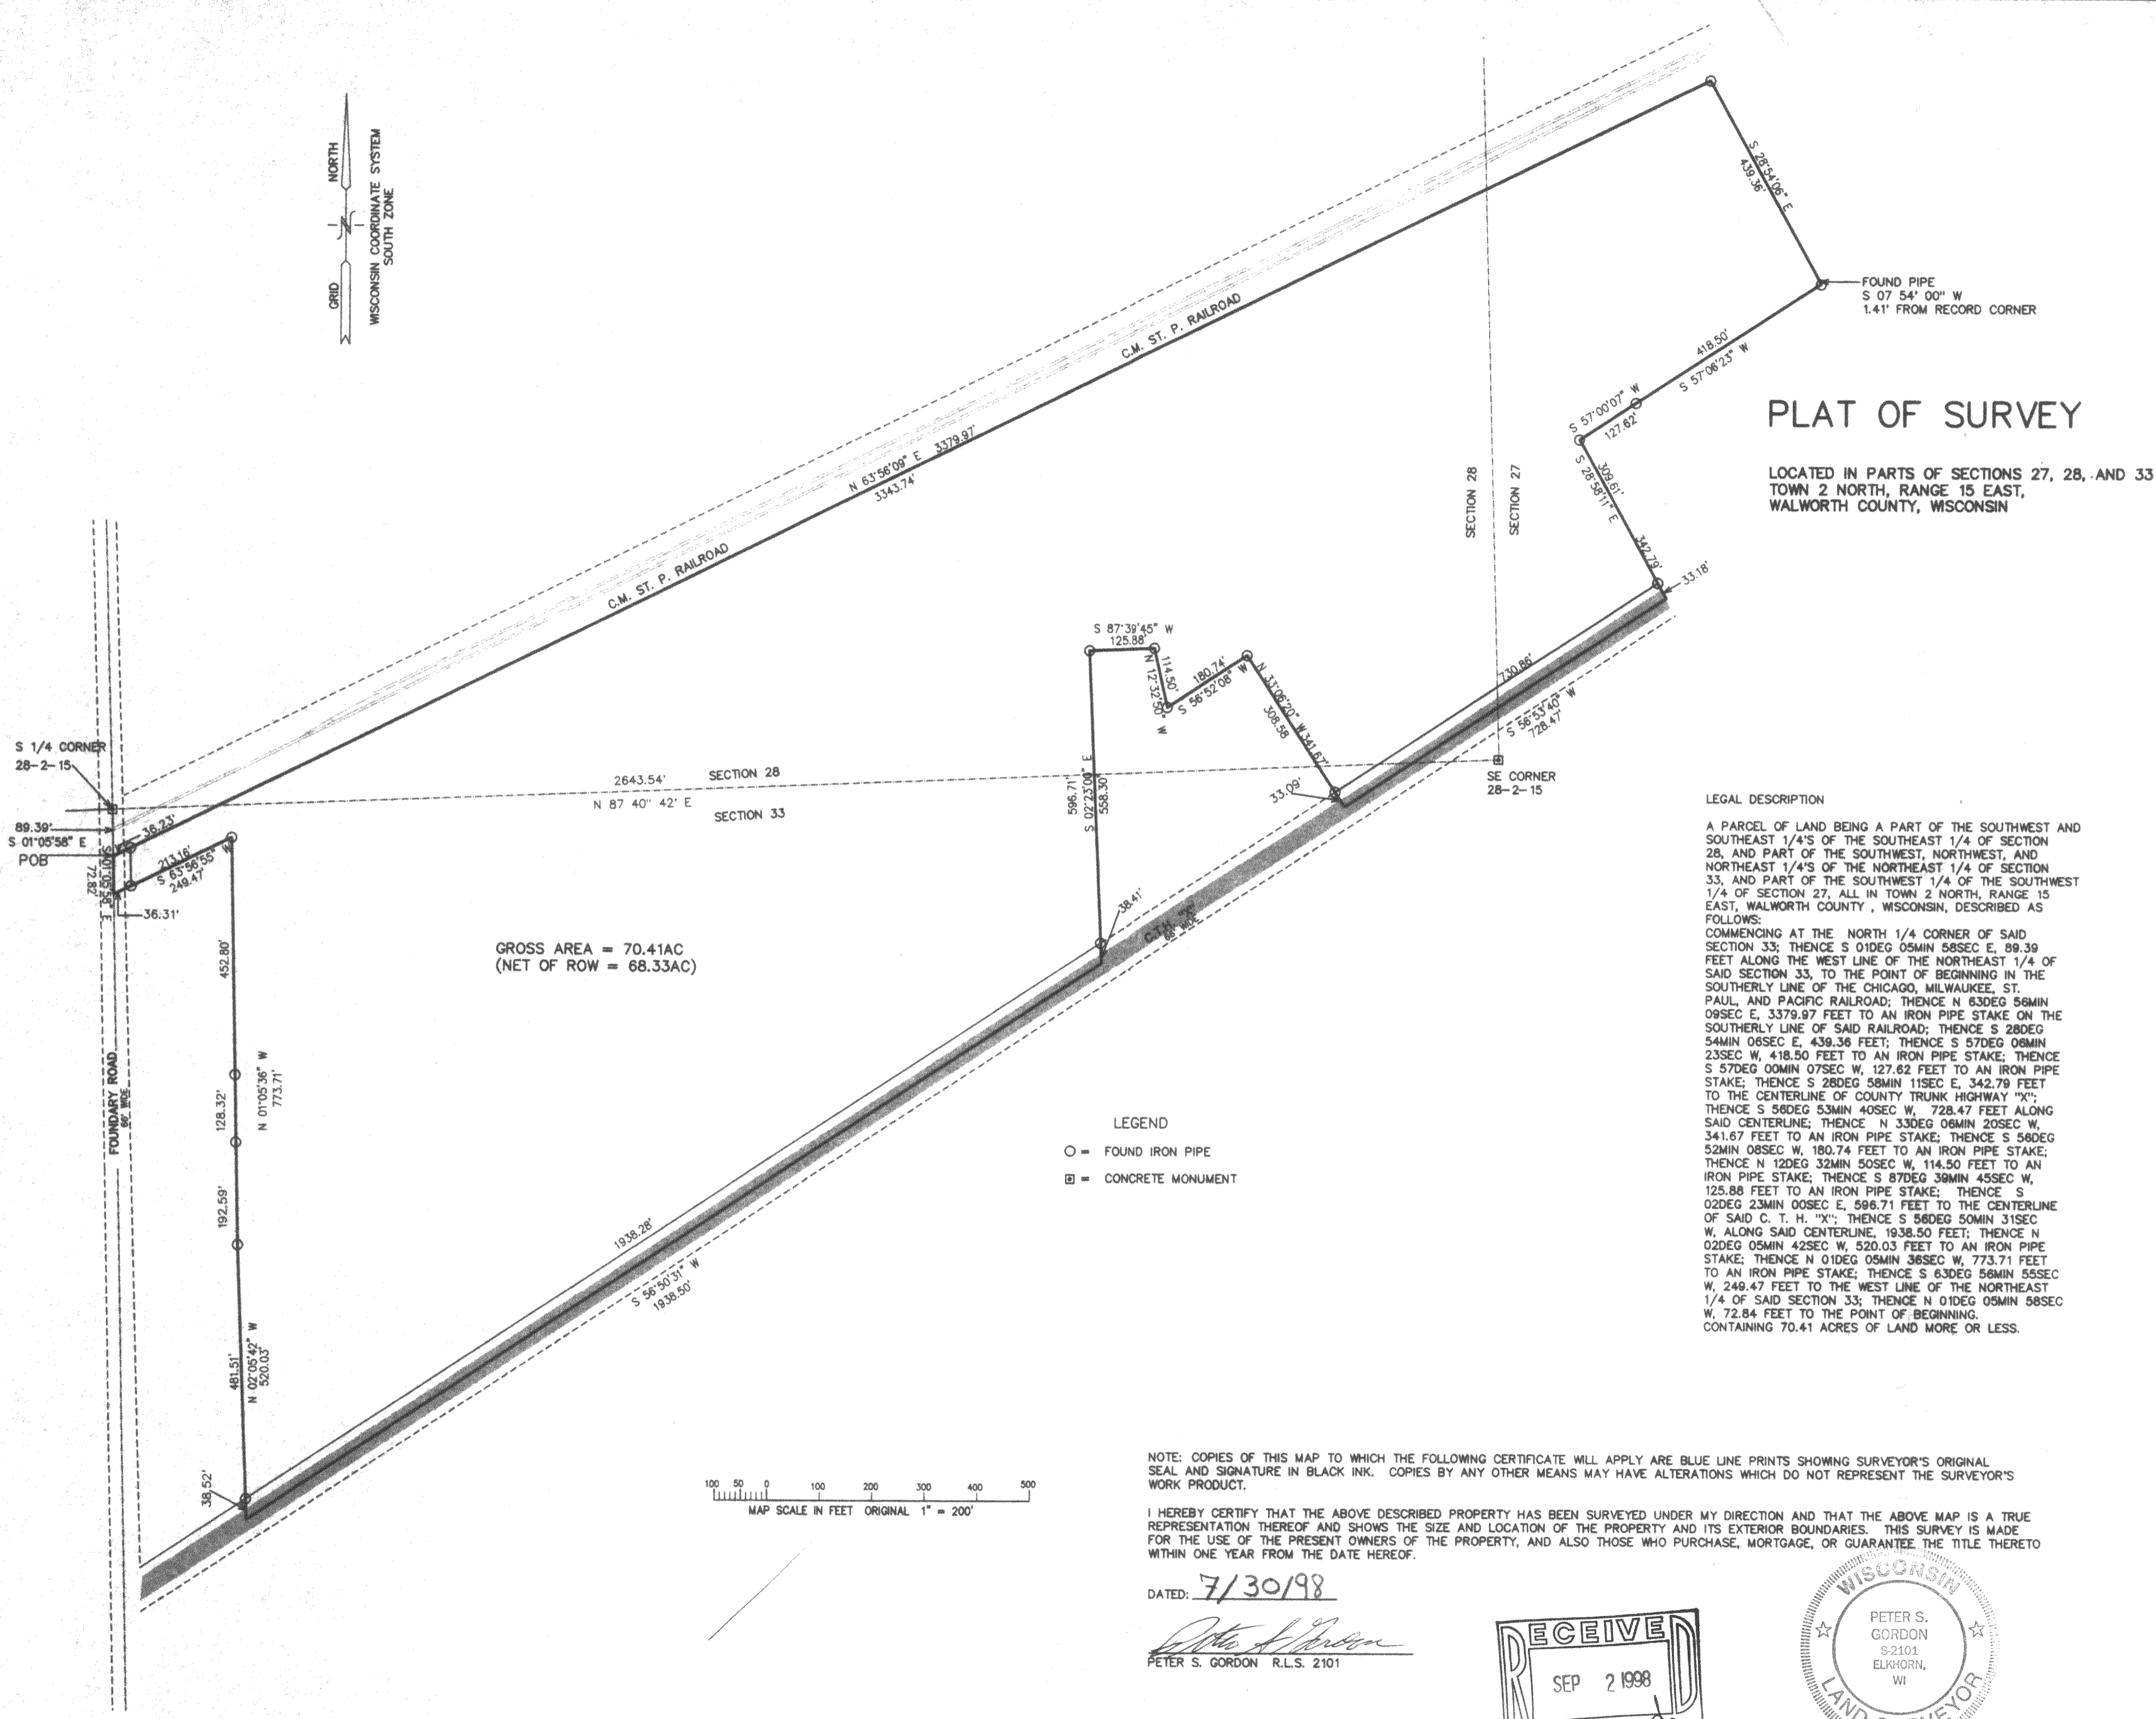 NORTH
GRID
WISCONSIN COORDINATE SYSTEM
SOUTH ZONE
S 28°54'06" E
439.36'
FOUND PIPE
S 07 54' 00" W
1.41' FROM RECORD CORNER
418.50'
S 57°06'23" W
S 57°00'07" W
127.62'
309.61'
S 28°58'11" E
342.79'
33.18'
PLAT OF SURVEY
LOCATED IN PARTS OF SECTIONS 27, 28, AND 33
TOWN 2 NORTH, RANGE 15 EAST,
WALWORTH COUNTY, WISCONSIN
C.M. ST. P. RAILROAD
N 63°56'09" E 3379.97'
3343.74'
C.M. ST. P. RAILROAD
SECTION 28
SECTION 27
S 87°39'45" W
125.88'
114.50'
N 12°32'50" W
180.74'
S 56°52'08" W
N 33°06'20" W 341.67'
308.58
33.09'
730.86'
S 56°53'40" W
728.47'
SE CORNER
28-2-15
S 1/4 CORNER
28-2-15
2643.54'
SECTION 28
N 87 40" 42' E
SECTION 33
596.71'
S 02°23'00" E
558.30'
89.39'
S 01°05'58" E
POB
36.23'
S 01°05'58" E
72.82'
213.16'
S 63°56'55" W
249.47'
36.31'
38.41'
C.T.H. "X"
66' WIDE
GROSS AREA = 70.41AC
(NET OF ROW = 68.33AC)
452.80'
128.32'
N 01°05'36" W
773.71'
192.59'
FOUNDARY ROAD
66' WIDE
481.51'
N 02°05'42" W
520.03'
38.52'
1938.28'
S 56°50'31" W
1938.50'
LEGEND
= FOUND IRON PIPE
= CONCRETE MONUMENT
100 50 0 100 200 300 400 500
MAP SCALE IN FEET ORIGINAL 1" = 200'
LEGAL DESCRIPTION
A PARCEL OF LAND BEING A PART OF THE SOUTHWEST AND
SOUTHEAST 1/4'S OF THE SOUTHEAST 1/4 OF SECTION
28, AND PART OF THE SOUTHWEST, NORTHWEST, AND
NORTHEAST 1/4'S OF THE NORTHEAST 1/4 OF SECTION
33, AND PART OF THE SOUTHWEST 1/4 OF THE SOUTHWEST
1/4 OF SECTION 27, ALL IN TOWN 2 NORTH, RANGE 15
EAST, WALWORTH COUNTY , WISCONSIN, DESCRIBED AS
FOLLOWS:
COMMENCING AT THE NORTH 1/4 CORNER OF SAID
SECTION 33; THENCE S 01DEG 05MIN 58SEC E, 89.39
FEET ALONG THE WEST LINE OF THE NORTHEAST 1/4 OF
SAID SECTION 33, TO THE POINT OF BEGINNING IN THE
SOUTHERLY LINE OF THE CHICAGO, MILWAUKEE, ST.
PAUL, AND PACIFIC RAILROAD; THENCE N 63DEG 56MIN
09SEC E, 3379.97 FEET TO AN IRON PIPE STAKE ON THE
SOUTHERLY LINE OF SAID RAILROAD; THENCE S 28DEG
54MIN 06SEC E, 439.36 FEET; THENCE S 57DEG 06MIN
23SEC W, 418.50 FEET TO AN IRON PIPE STAKE; THENCE
S 57DEG 00MIN 07SEC W, 127.62 FEET TO AN IRON PIPE
STAKE; THENCE S 28DEG 58MIN 11SEC E, 342.79 FEET
TO THE CENTERLINE OF COUNTY TRUNK HIGHWAY "X";
THENCE S 56DEG 53MIN 40SEC W, 728.47 FEET ALONG
SAID CENTERLINE; THENCE N 33DEG 06MIN 20SEC W,
341.67 FEET TO AN IRON PIPE STAKE; THENCE S 56DEG
52MIN 08SEC W, 180.74 FEET TO AN IRON PIPE STAKE;
THENCE N 12DEG 32MIN 50SEC W, 114.50 FEET TO AN
IRON PIPE STAKE; THENCE S 87DEG 39MIN 45SEC W,
125.88 FEET TO AN IRON PIPE STAKE; THENCE S
02DEG 23MIN 00SEC E, 596.71 FEET TO THE CENTERLINE
OF SAID C. T. H. "X"; THENCE S 56DEG 50MIN 31SEC
W, ALONG SAID CENTERLINE, 1938.50 FEET; THENCE N
02DEG 05MIN 42SEC W, 520.03 FEET TO AN IRON PIPE
STAKE; THENCE N 01DEG 05MIN 36SEC W, 773.71 FEET
TO AN IRON PIPE STAKE; THENCE S 63DEG 56MIN 55SEC
W, 249.47 FEET TO THE WEST LINE OF THE NORTHEAST
1/4 OF SAID SECTION 33; THENCE N 01DEG 05MIN 58SEC
W, 72.84 FEET TO THE POINT OF BEGINNING.
CONTAINING 70.41 ACRES OF LAND MORE OR LESS.
NOTE: COPIES OF THIS MAP TO WHICH THE FOLLOWING CERTIFICATE WILL APPLY ARE BLUE LINE PRINTS SHOWING SURVEYOR'S ORIGINAL
SEAL AND SIGNATURE IN BLACK INK. COPIES BY ANY OTHER MEANS MAY HAVE ALTERATIONS WHICH DO NOT REPRESENT THE SURVEYOR'S
WORK PRODUCT.
I HEREBY CERTIFY THAT THE ABOVE DESCRIBED PROPERTY HAS BEEN SURVEYED UNDER MY DIRECTION AND THAT THE ABOVE MAP IS A TRUE
REPRESENTATION THEREOF AND SHOWS THE SIZE AND LOCATION OF THE PROPERTY AND ITS EXTERIOR BOUNDARIES. THIS SURVEY IS MADE
FOR THE USE OF THE PRESENT OWNERS OF THE PROPERTY, AND ALSO THOSE WHO PURCHASE, MORTGAGE, OR GUARANTEE THE TITLE THERETO
WITHIN ONE YEAR FROM THE DATE HEREOF.
DATED: 7/30/98
Peter S. Gordon
PETER S. GORDON R.L.S. 2101
RECEIVED
SEP 2 1998
WISCONSIN
PETER S.
GORDON
S-2101
ELKHORN,
WI
LAND SURVEYOR